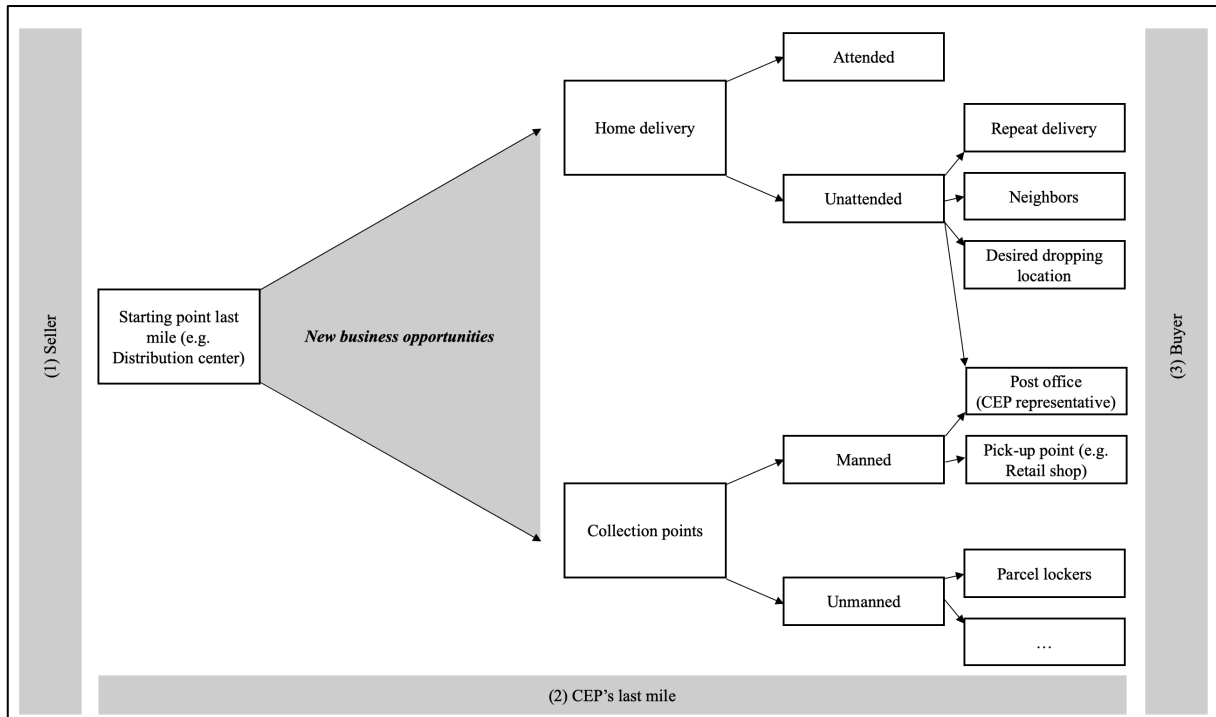 (1) Seller
Starting point last
mile (e.g.
Distribution center)
New business opportunities
Home delivery
Attended
Unattended
Repeat delivery
Neighbors
Desired dropping
location
Collection points
Manned
Post office
(CEP representative)
Pick-up point (e.g.
Retail shop)
Unmanned
Parcel lockers
…
(2) CEP’s last mile
(3) Buyer